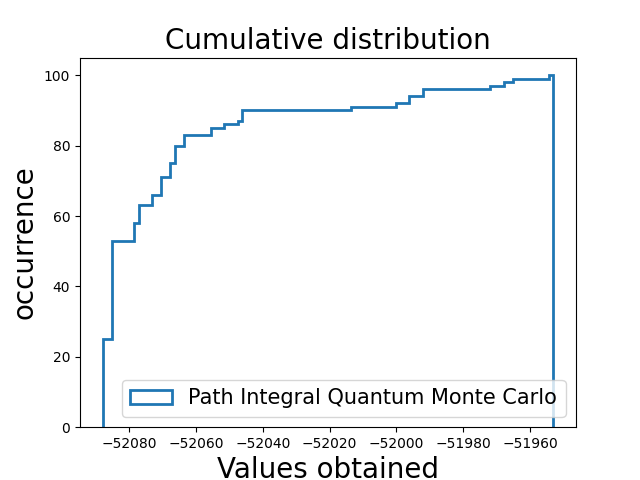 Cumulative distribution
occurrence
100
80
60
40
20
0
Path Integral Quantum Monte Carlo
−52080 −52060 −52040 −52020 −52000 −51980 −51960
Values obtained